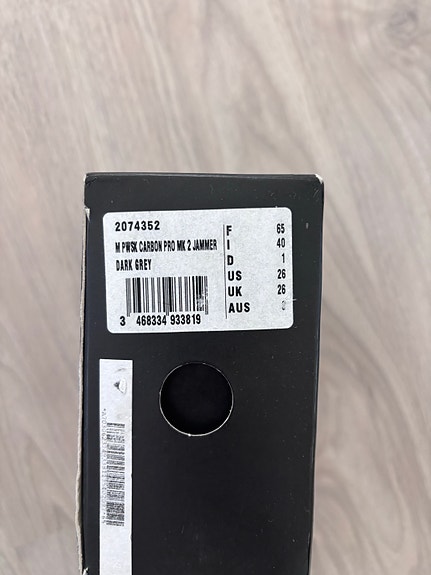 2074352
M PWSK CARBON PRO MK 2 JAMMER
DARK GREY
3 468334 933819
F 65
I 40
D 1
US 26
UK 26
AUS